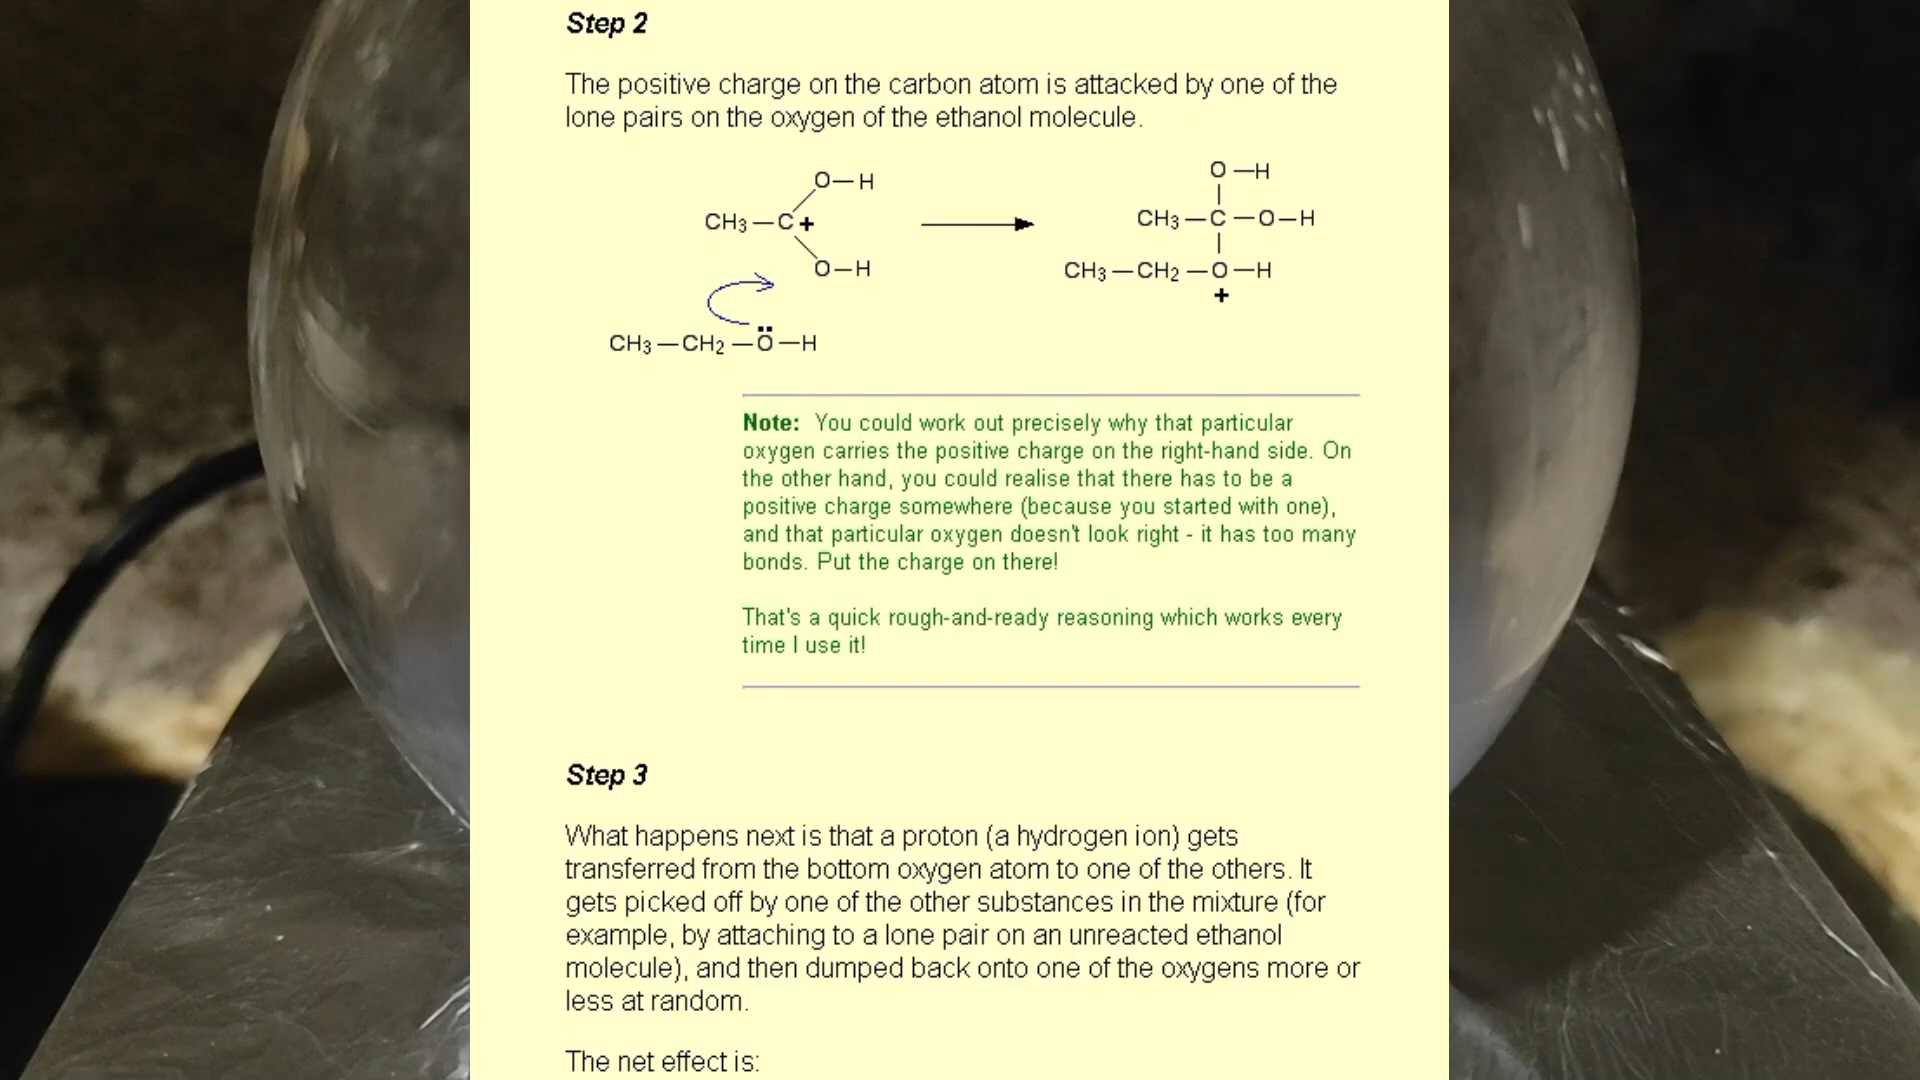 Step 2
The positive charge on the carbon atom is attacked by one of the
lone pairs on the oxygen of the ethanol molecule.
O—H
CH3—C+
O—H
CH3—CH2—Ö—H
O—H
CH3—C—O—H
CH3—CH2—O—H
+
Note: You could work out precisely why that particular
oxygen carries the positive charge on the right-hand side. On
the other hand, you could realise that there has to be a
positive charge somewhere (because you started with one),
and that particular oxygen doesn't look right - it has too many
bonds. Put the charge on there!
That's a quick rough-and-ready reasoning which works every
time I use it!
Step 3
What happens next is that a proton (a hydrogen ion) gets
transferred from the bottom oxygen atom to one of the others. It
gets picked off by one of the other substances in the mixture (for
example, by attaching to a lone pair on an unreacted ethanol
molecule), and then dumped back onto one of the oxygens more or
less at random.
The net effect is: